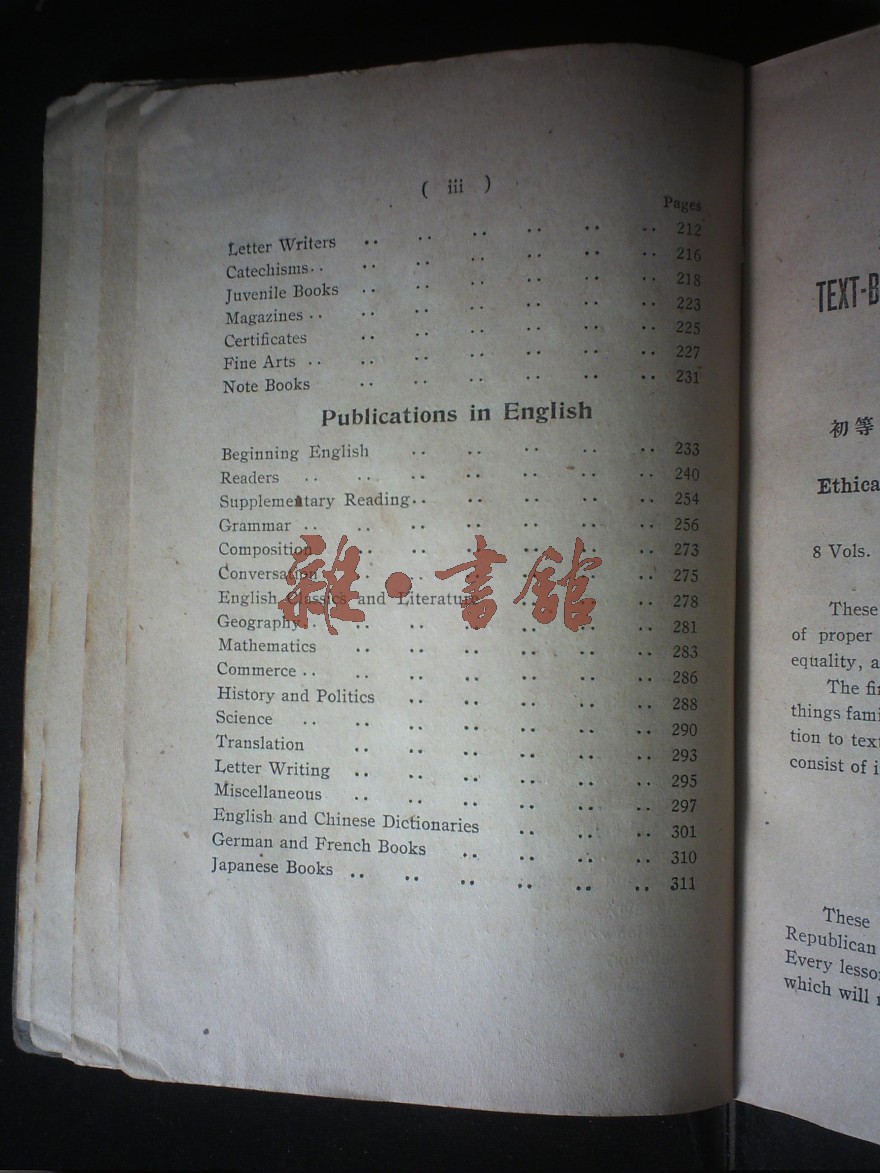 ( iii )
Pages
Letter Writers .. .. .. .. .. .. 212
Catechisms.. .. .. .. .. .. 216
Juvenile Books .. .. .. .. .. .. 218
Magazines .. .. .. .. .. .. 223
Certificates .. .. .. .. .. .. 225
Fine Arts .. .. .. .. .. .. .. 227
Note Books .. .. .. .. .. .. 231
Publications in English
Beginning English .. .. .. .. .. 233
Readers .. .. .. .. .. .. .. 240
Supplementary Reading.. .. .. .. .. 254
Grammar .. .. .. .. .. .. .. 256
Composition .. .. .. .. .. .. 273
Conversation .. .. .. .. .. .. 275
English Classics and Literature .. .. .. 278
Geography.. .. .. .. .. .. .. 281
Mathematics .. .. .. .. .. .. 283
Commerce .. .. .. .. .. .. .. 286
History and Politics .. .. .. .. .. 288
Science .. .. .. .. .. .. .. 290
Translation .. .. .. .. .. .. 293
Letter Writing .. .. .. .. .. .. 295
Miscellaneous .. .. .. .. .. .. 297
English and Chinese Dictionaries .. .. .. 301
German and French Books .. .. .. .. 310
Japanese Books .. .. .. .. .. .. 311
雜·書館
TEXT-B
初等
Ethica
8 Vols.
These
of proper
equality, a
The fi
things fami
tion to text
consist of i
These
Republican
Every lesso
which will